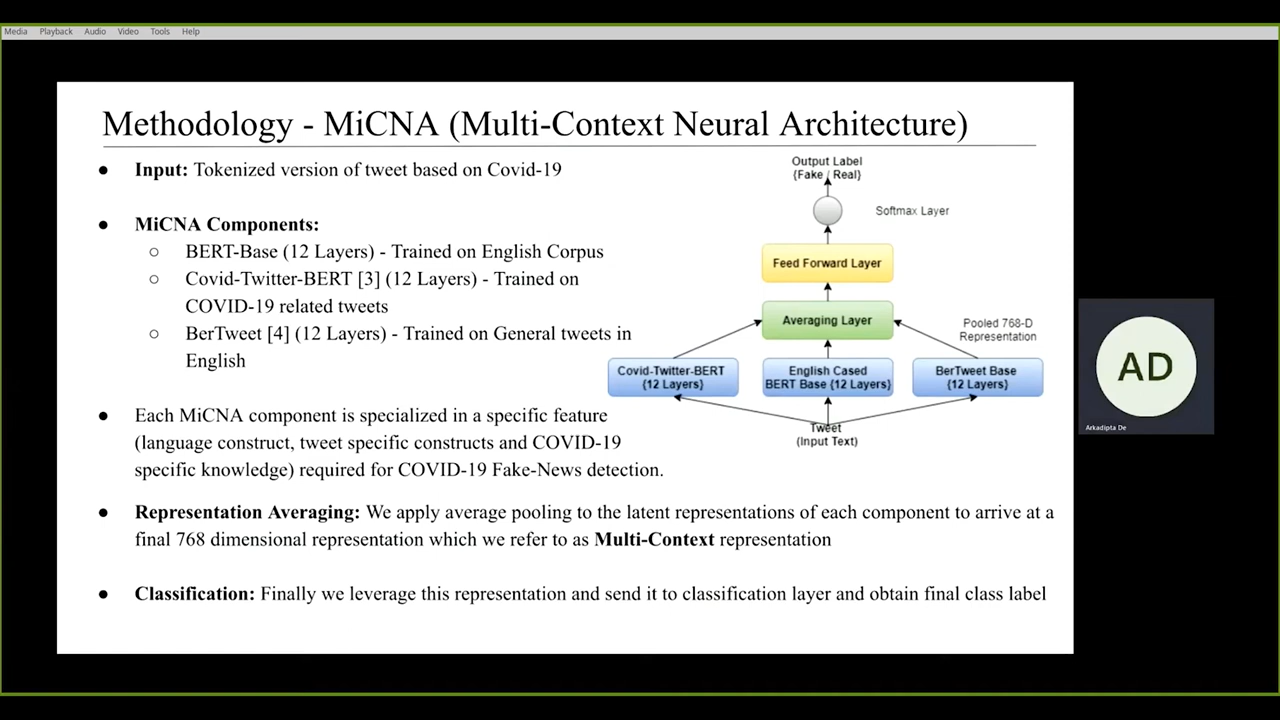 Media Playback Audio Video Tools Help
Methodology - MiCNA (Multi-Context Neural Architecture)
● Input: Tokenized version of tweet based on Covid-19
● MiCNA Components:
○ BERT-Base (12 Layers) - Trained on English Corpus
○ Covid-Twitter-BERT [3] (12 Layers) - Trained on
COVID-19 related tweets
○ BerTweet [4] (12 Layers) - Trained on General tweets in
English
● Each MiCNA component is specialized in a specific feature
(language construct, tweet specific constructs and COVID-19
specific knowledge) required for COVID-19 Fake-News detection.
● Representation Averaging: We apply average pooling to the latent representations of each component to arrive at a
final 768 dimensional representation which we refer to as Multi-Context representation
● Classification: Finally we leverage this representation and send it to classification layer and obtain final class label
Output Label
{Fake / Real}
Softmax Layer
Feed Forward Layer
Averaging Layer
Pooled 768-D
Representation
Covid-Twitter-BERT
{12 Layers}
English Cased
BERT Base {12 Layers}
BerTweet Base
{12 Layers}
Tweet
(Input Text)
AD
Arkadipta De